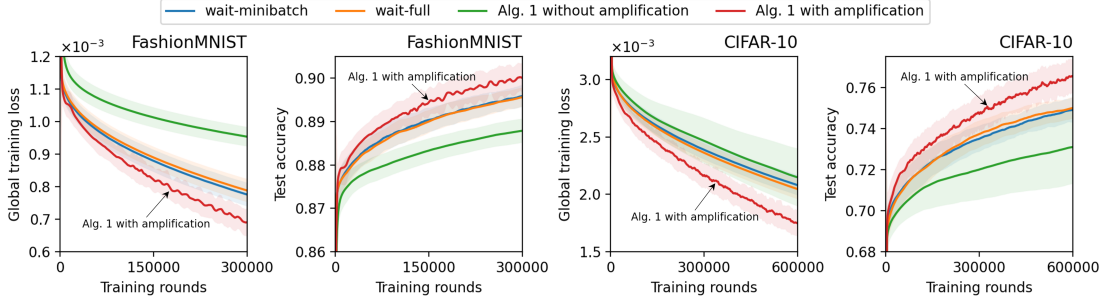 wait-minibatch wait-full Alg. 1 without amplification Alg. 1 with amplification
×10⁻³ FashionMNIST
1.2
1.1
1.0
0.9
0.8
0.7
0.6
Global training loss
Alg. 1 with amplification
0 150000 300000
Training rounds
FashionMNIST
0.90
0.89
0.88
0.87
0.86
Test accuracy
Alg. 1 with amplification
0 100000 200000 300000
Training rounds
×10⁻³ CIFAR-10
3.0
2.5
2.0
1.5
Global training loss
Alg. 1 with amplification
0 300000 600000
Training rounds
CIFAR-10
0.76
0.74
0.72
0.70
0.68
Test accuracy
Alg. 1 with amplification
0 300000 600000
Training rounds